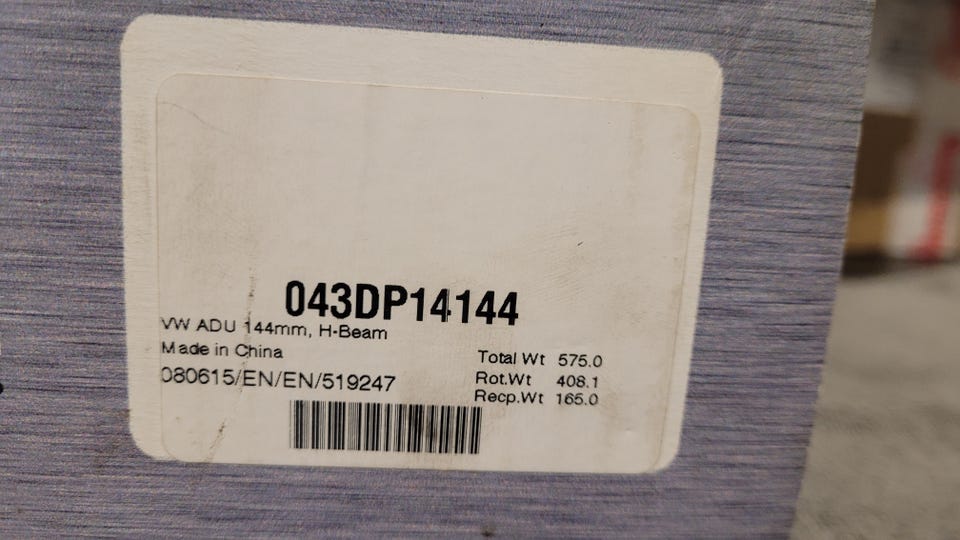 043DP14144
VW ADU 144mm, H-Beam
Made in China
080615/EN/EN/519247
Total Wt 575.0
Rot.Wt 408.1
Recp.Wt 165.0